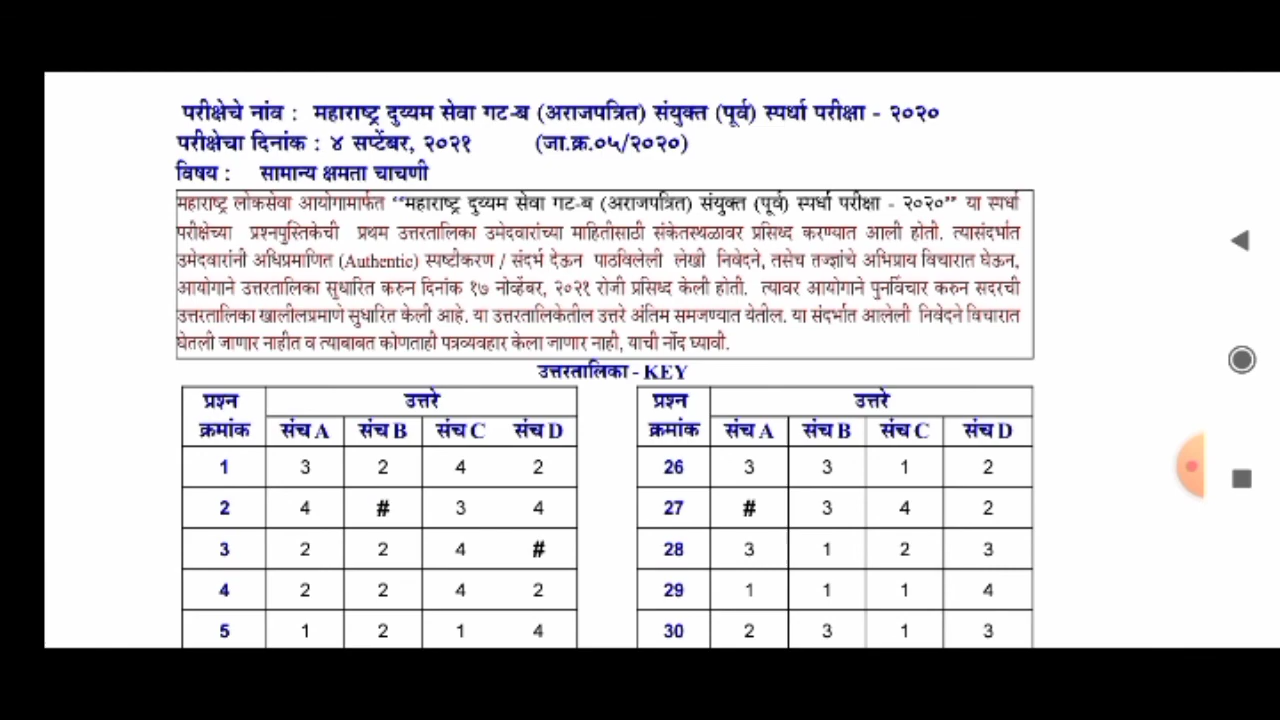 परीक्षेचे नांव : महाराष्ट्र दुय्यम सेवा गट-ब (अराजपत्रित) संयुक्त (पूर्व) स्पर्धा परीक्षा - २०२०
परीक्षेचा दिनांक : ४ सप्टेंबर, २०२१ (जा.क्र.०५/२०२०)
विषय : सामान्य क्षमता चाचणी
महाराष्ट्र लोकसेवा आयोगामार्फत “महाराष्ट्र दुय्यम सेवा गट-ब (अराजपत्रित) संयुक्त (पूर्व) स्पर्धा परीक्षा - २०२०” या स्पर्धा
परीक्षेच्या प्रश्नपुस्तिकेची प्रथम उत्तरतालिका उमेदवारांच्या माहितीसाठी संकेतस्थळावर प्रसिध्द करण्यात आली होती. त्यासंदर्भात
उमेदवारांनी अधिप्रमाणित (Authentic) स्पष्टीकरण / संदर्भ देऊन पाठविलेली लेखी निवेदने, तसेच तज्ज्ञांचे अभिप्राय विचारात घेऊन,
आयोगाने उत्तरतालिका सुधारित करुन दिनांक १७ नोव्हेंबर, २०२१ रोजी प्रसिध्द केली होती. त्यावर आयोगाने पुनर्विचार करुन सदरची
उत्तरतालिका खालीलप्रमाणे सुधारित केली आहे. या उत्तरतालिकेतील उत्तरे अंतिम समजण्यात येतील. या संदर्भात आलेली निवेदने विचारात
घेतली जाणार नाहीत व त्याबाबत कोणताही पत्रव्यवहार केला जाणार नाही, याची नोंद घ्यावी.
उत्तरतालिका - KEY
प्रश्न क्रमांक उत्तरे
संच A संच B संच C संच D
1 3 2 4 2
2 4 # 3 4
3 2 2 4 #
4 2 2 4 2
5 1 2 1 4
प्रश्न क्रमांक उत्तरे
संच A संच B संच C संच D
26 3 3 1 2
27 # 3 4 2
28 3 1 2 3
29 1 1 1 4
30 2 3 1 3